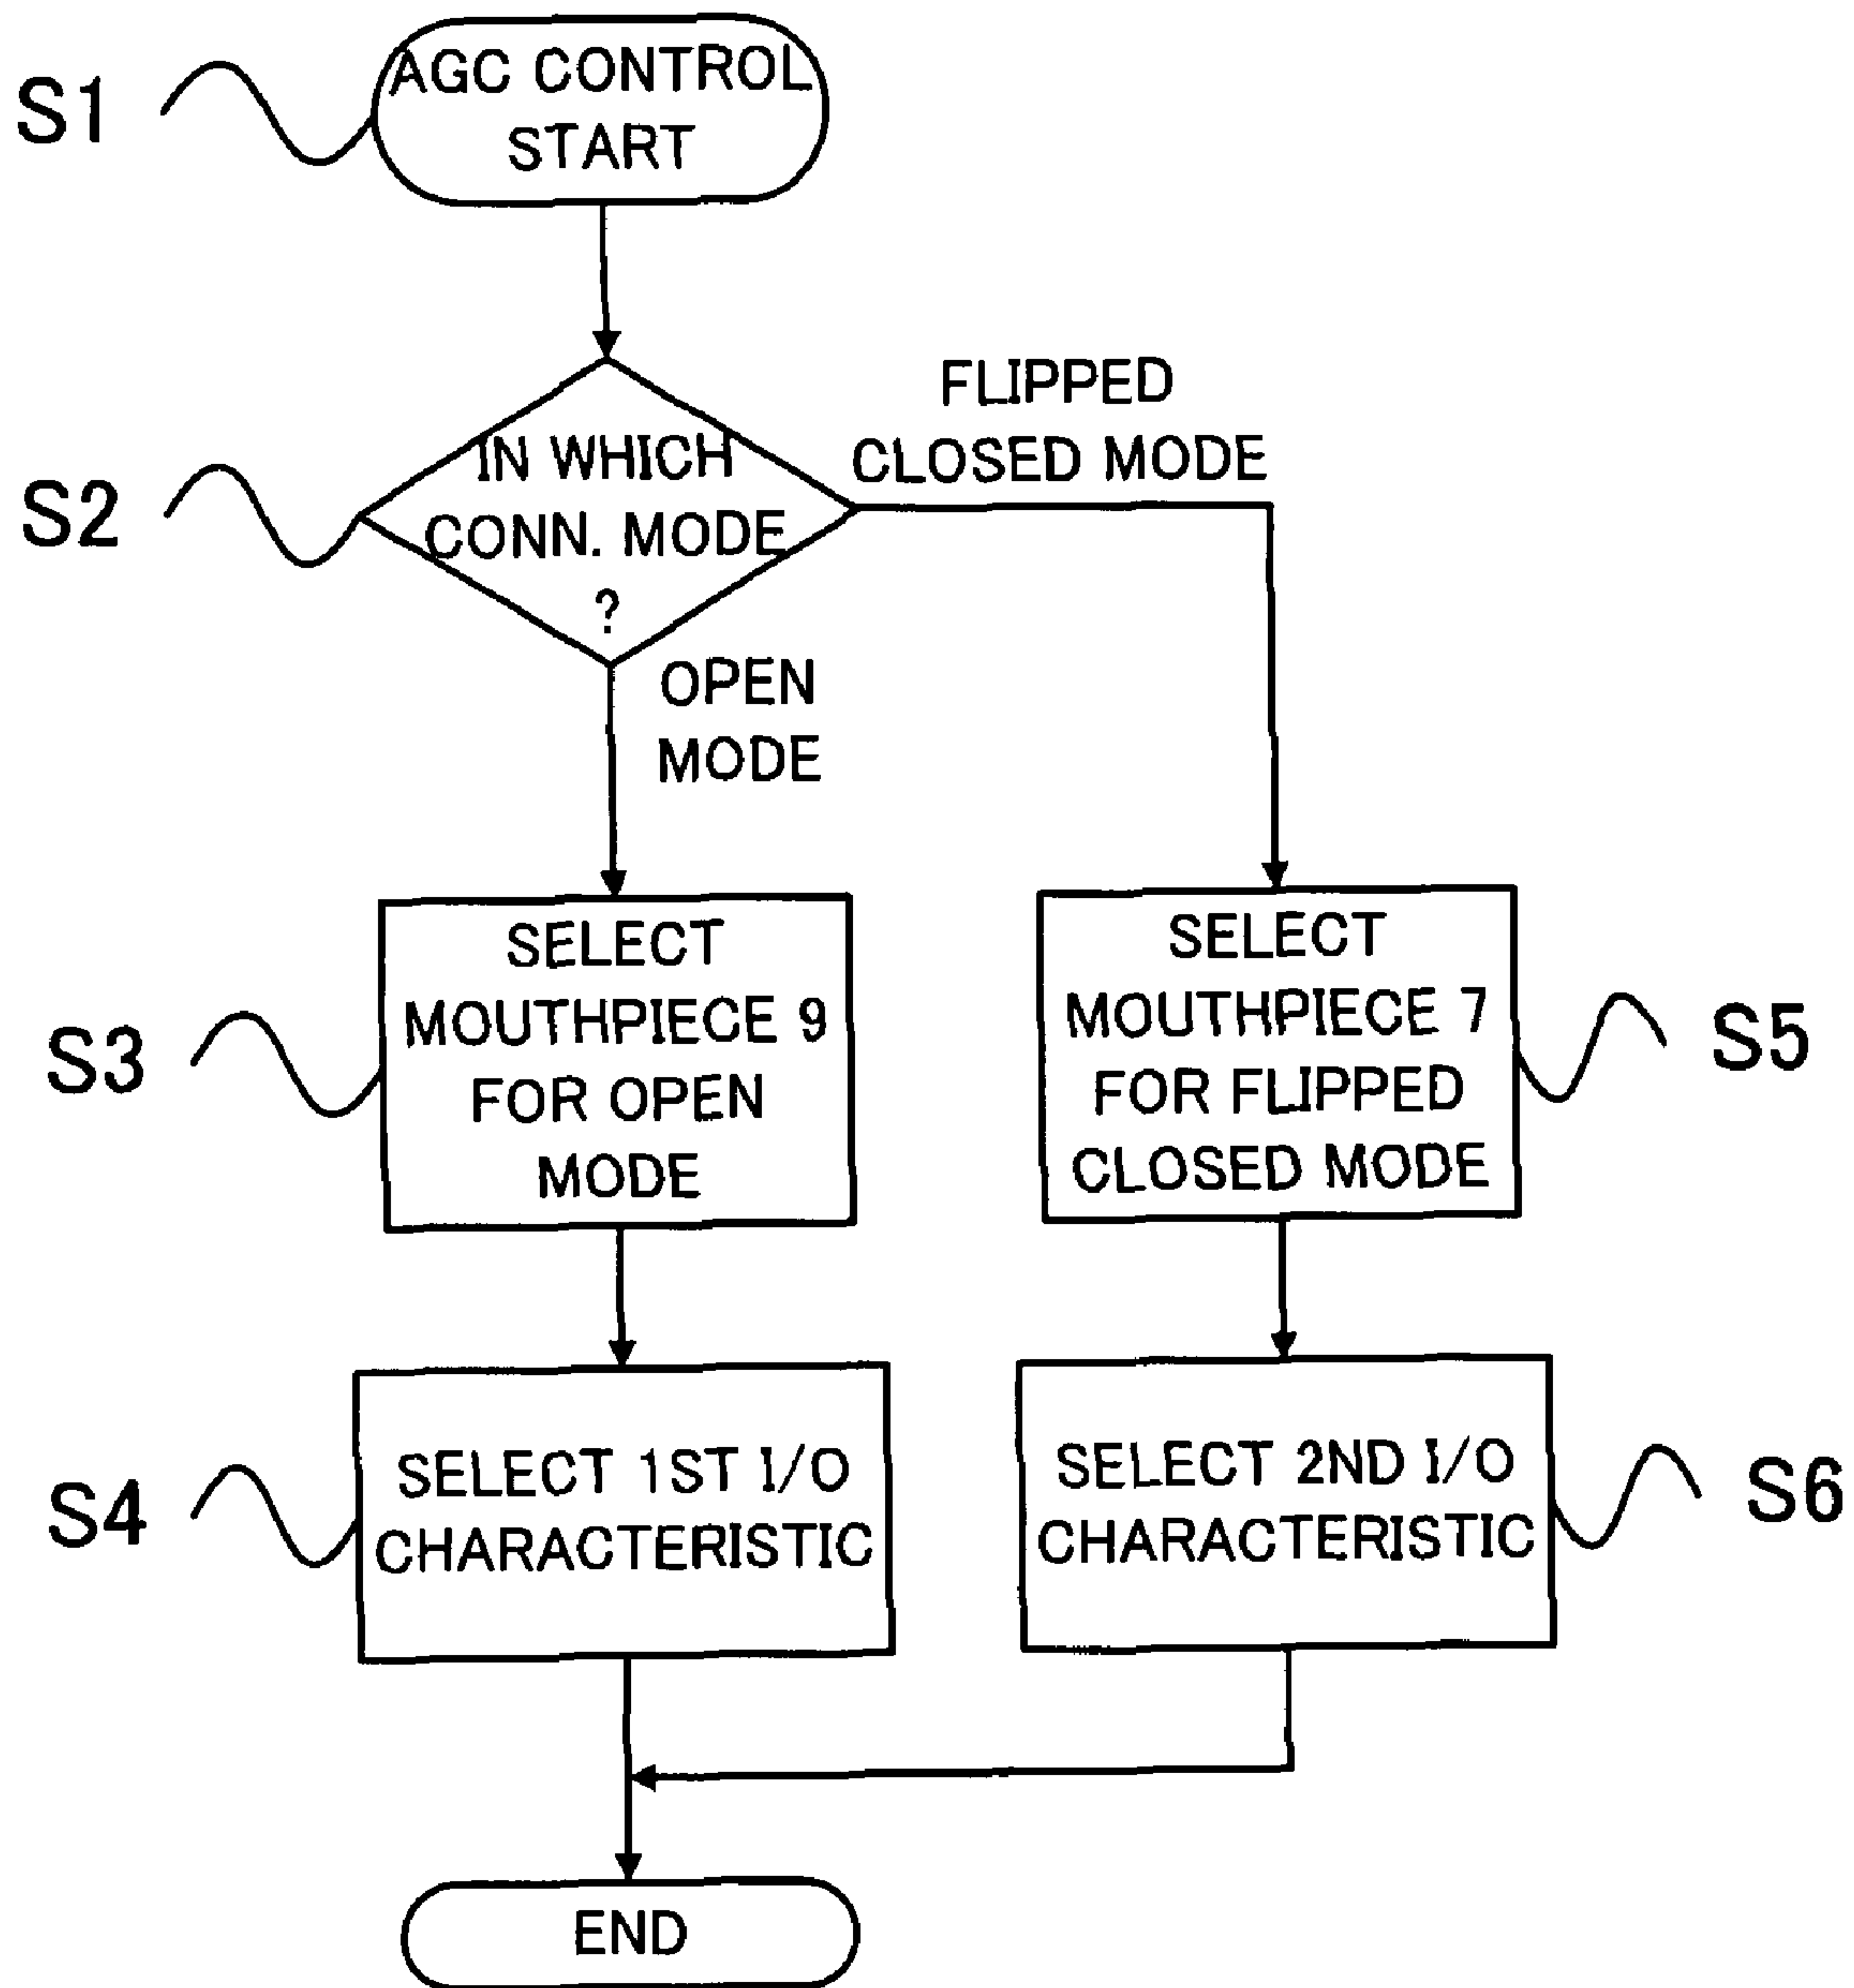 S1
AGC CONTROL
START
S2
IN WHICH
CONN. MODE
?
FLIPPED
CLOSED MODE
OPEN
MODE
S3
SELECT
MOUTHPIECE 9
FOR OPEN
MODE
SELECT
MOUTHPIECE 7
FOR FLIPPED
CLOSED MODE
S5
S4
SELECT 1ST I/O
CHARACTERISTIC
SELECT 2ND I/O
CHARACTERISTIC
S6
END